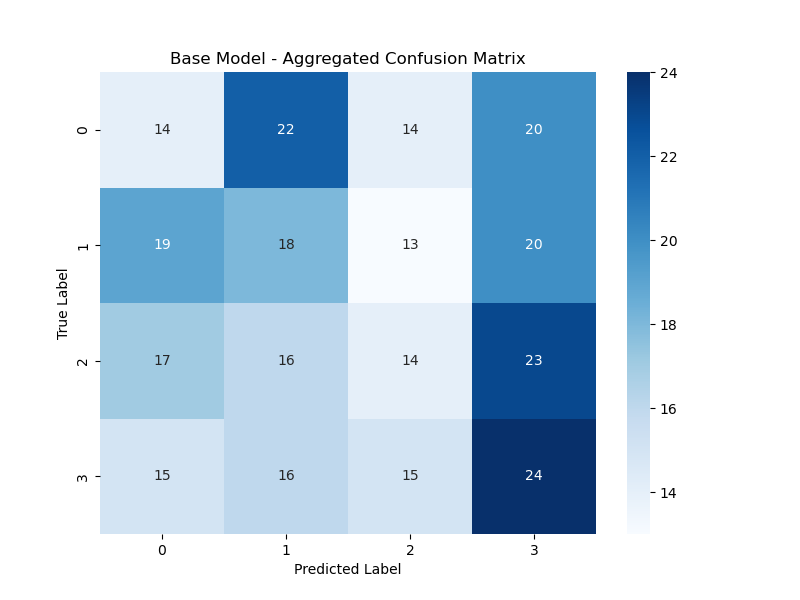 Base Model - Aggregated Confusion Matrix
True Label
0 14 22 14 20
1 19 18 13 20
2 17 16 14 23
3 15 16 15 24
0 1 2 3
Predicted Label
24
22
20
18
16
14